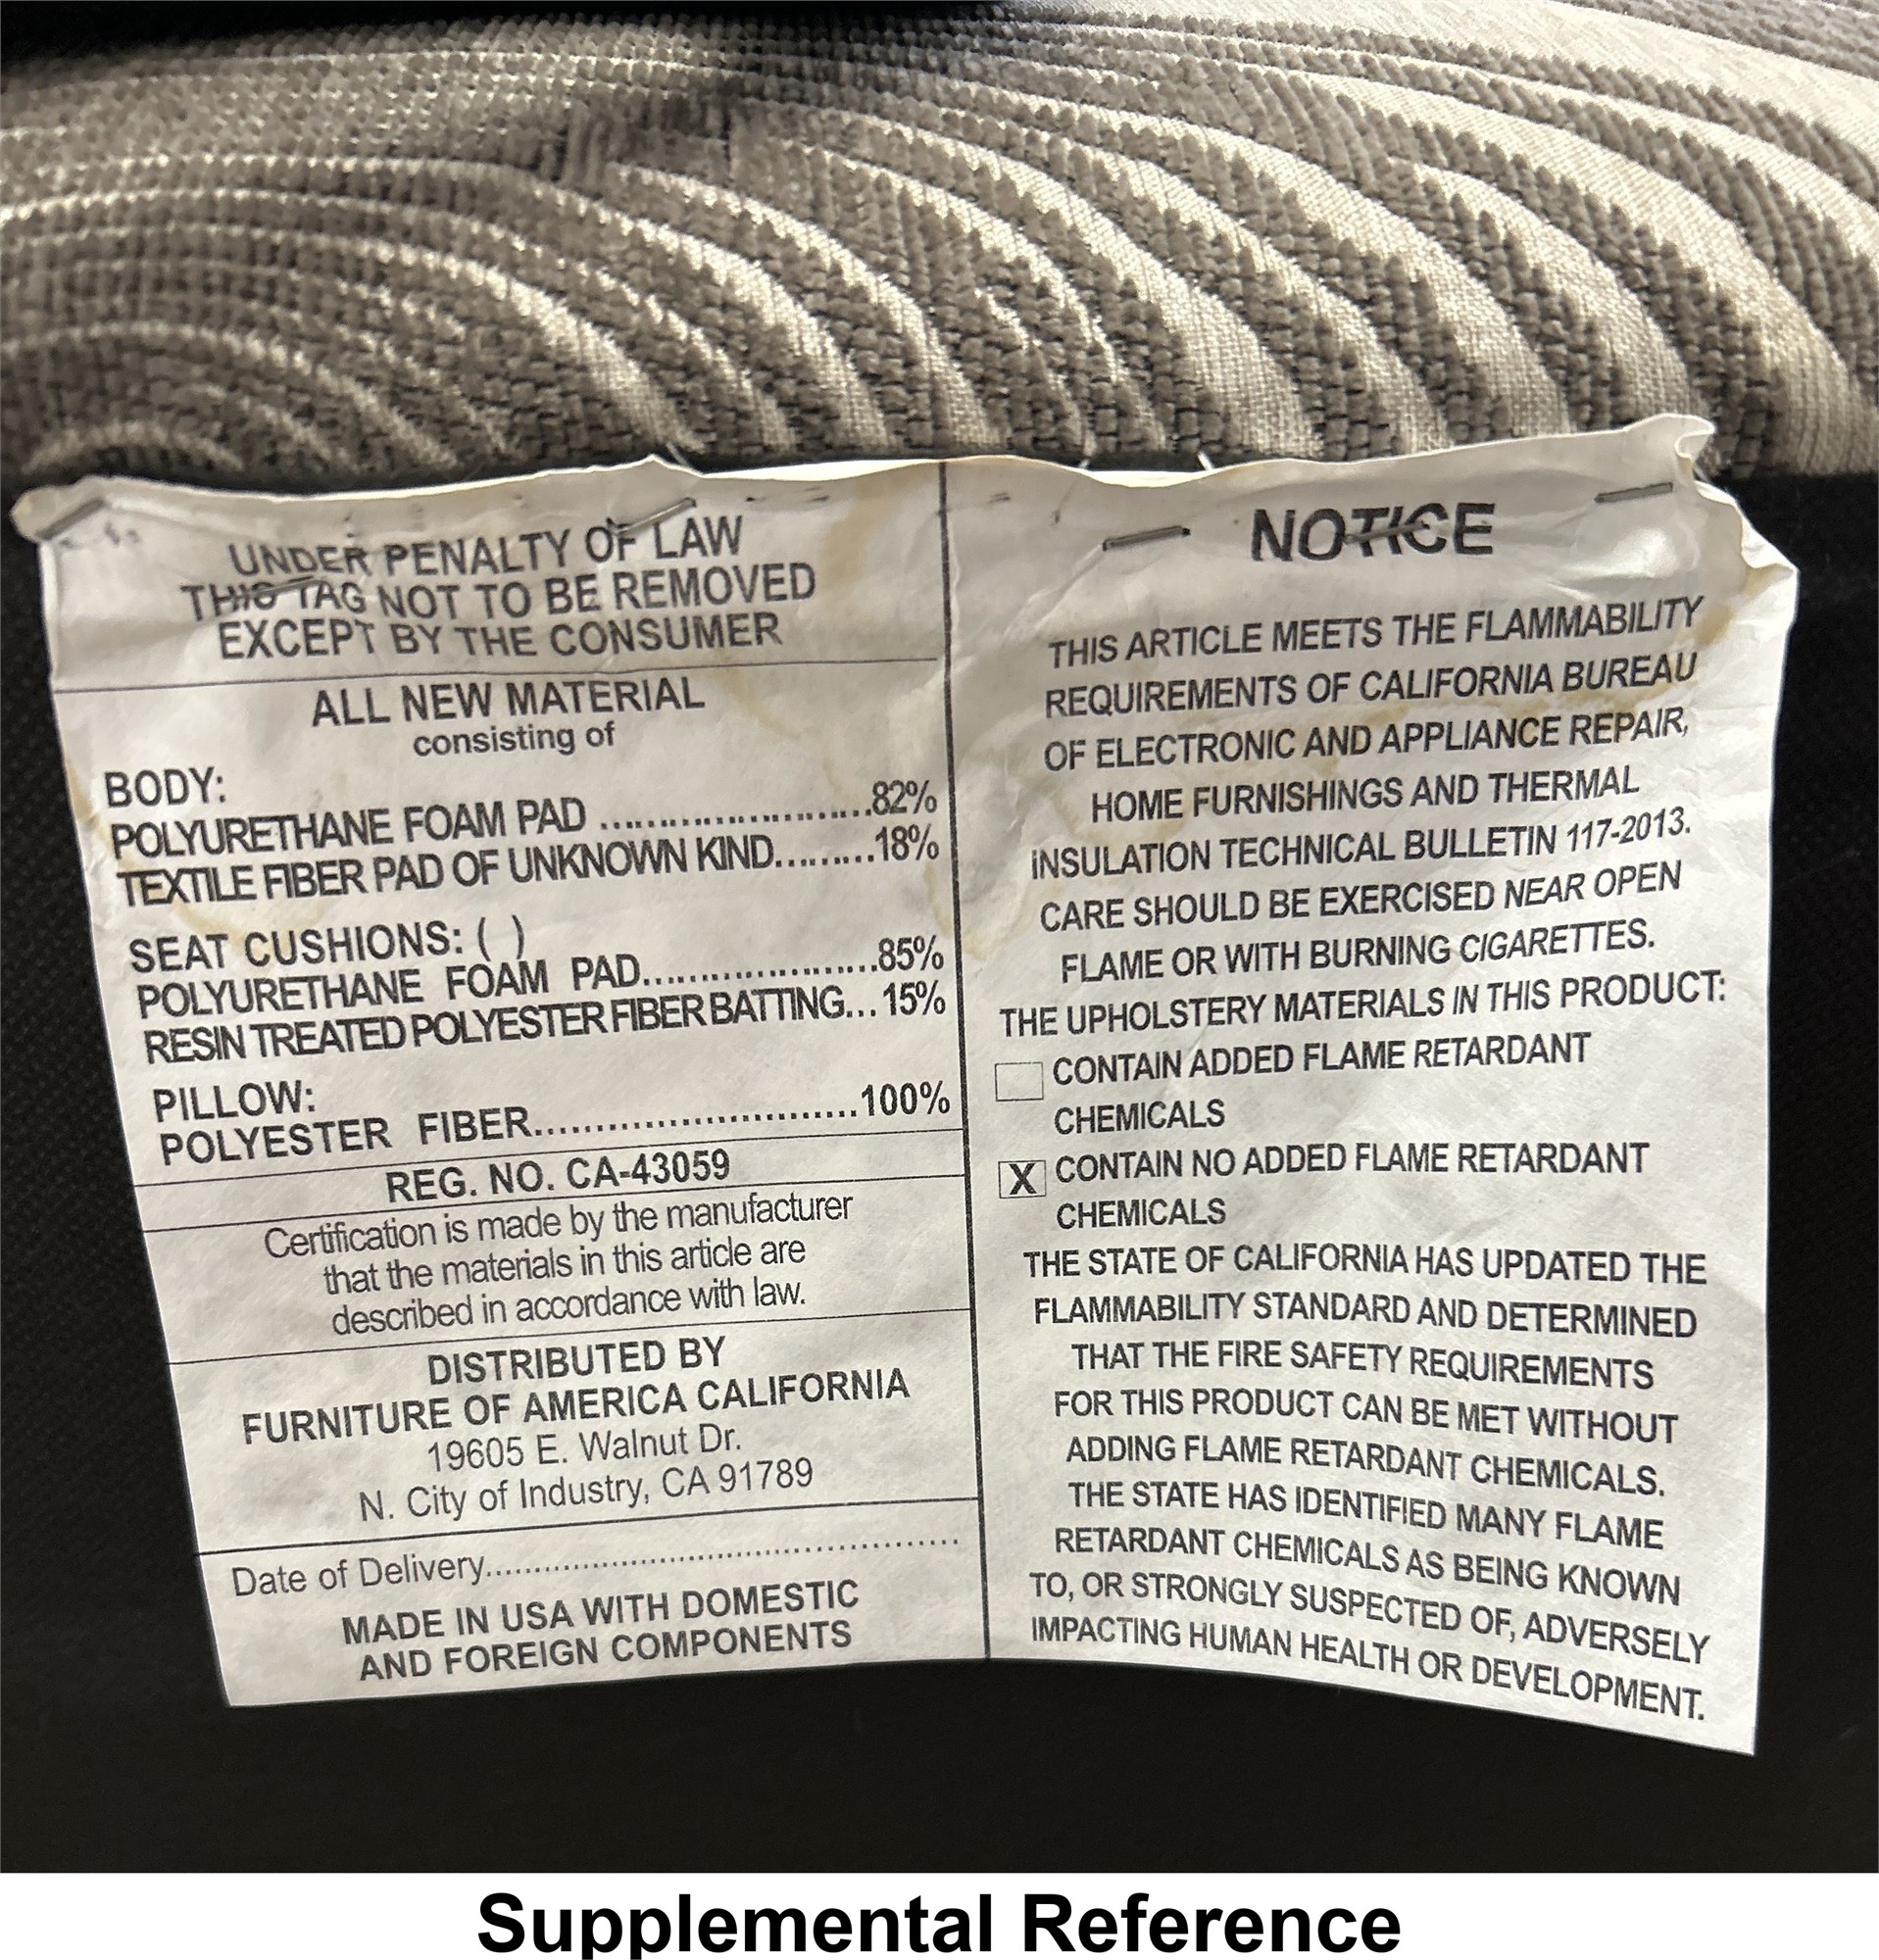 UNDER PENALTY OF LAW
THIS TAG NOT TO BE REMOVED
EXCEPT BY THE CONSUMER
ALL NEW MATERIAL
consisting of
BODY:
POLYURETHANE FOAM PAD ........................82%
TEXTILE FIBER PAD OF UNKNOWN KIND.........18%
SEAT CUSHIONS: ( )
POLYURETHANE FOAM PAD.....................85%
RESIN TREATED POLYESTER FIBER BATTING...15%
PILLOW:
POLYESTER FIBER...........................100%
REG. NO. CA-43059
Certification is made by the manufacturer
that the materials in this article are
described in accordance with law.
DISTRIBUTED BY
FURNITURE OF AMERICA CALIFORNIA
19605 E. Walnut Dr.
N. City of Industry, CA 91789
Date of Delivery..................................................
MADE IN USA WITH DOMESTIC
AND FOREIGN COMPONENTS
NOTICE
THIS ARTICLE MEETS THE FLAMMABILITY
REQUIREMENTS OF CALIFORNIA BUREAU
OF ELECTRONIC AND APPLIANCE REPAIR,
HOME FURNISHINGS AND THERMAL
INSULATION TECHNICAL BULLETIN 117-2013.
CARE SHOULD BE EXERCISED NEAR OPEN
FLAME OR WITH BURNING CIGARETTES.
THE UPHOLSTERY MATERIALS IN THIS PRODUCT:
CONTAIN ADDED FLAME RETARDANT
CHEMICALS
X CONTAIN NO ADDED FLAME RETARDANT
CHEMICALS
THE STATE OF CALIFORNIA HAS UPDATED THE
FLAMMABILITY STANDARD AND DETERMINED
THAT THE FIRE SAFETY REQUIREMENTS
FOR THIS PRODUCT CAN BE MET WITHOUT
ADDING FLAME RETARDANT CHEMICALS.
THE STATE HAS IDENTIFIED MANY FLAME
RETARDANT CHEMICALS AS BEING KNOWN
TO, OR STRONGLY SUSPECTED OF, ADVERSELY
IMPACTING HUMAN HEALTH OR DEVELOPMENT.
Supplemental Reference